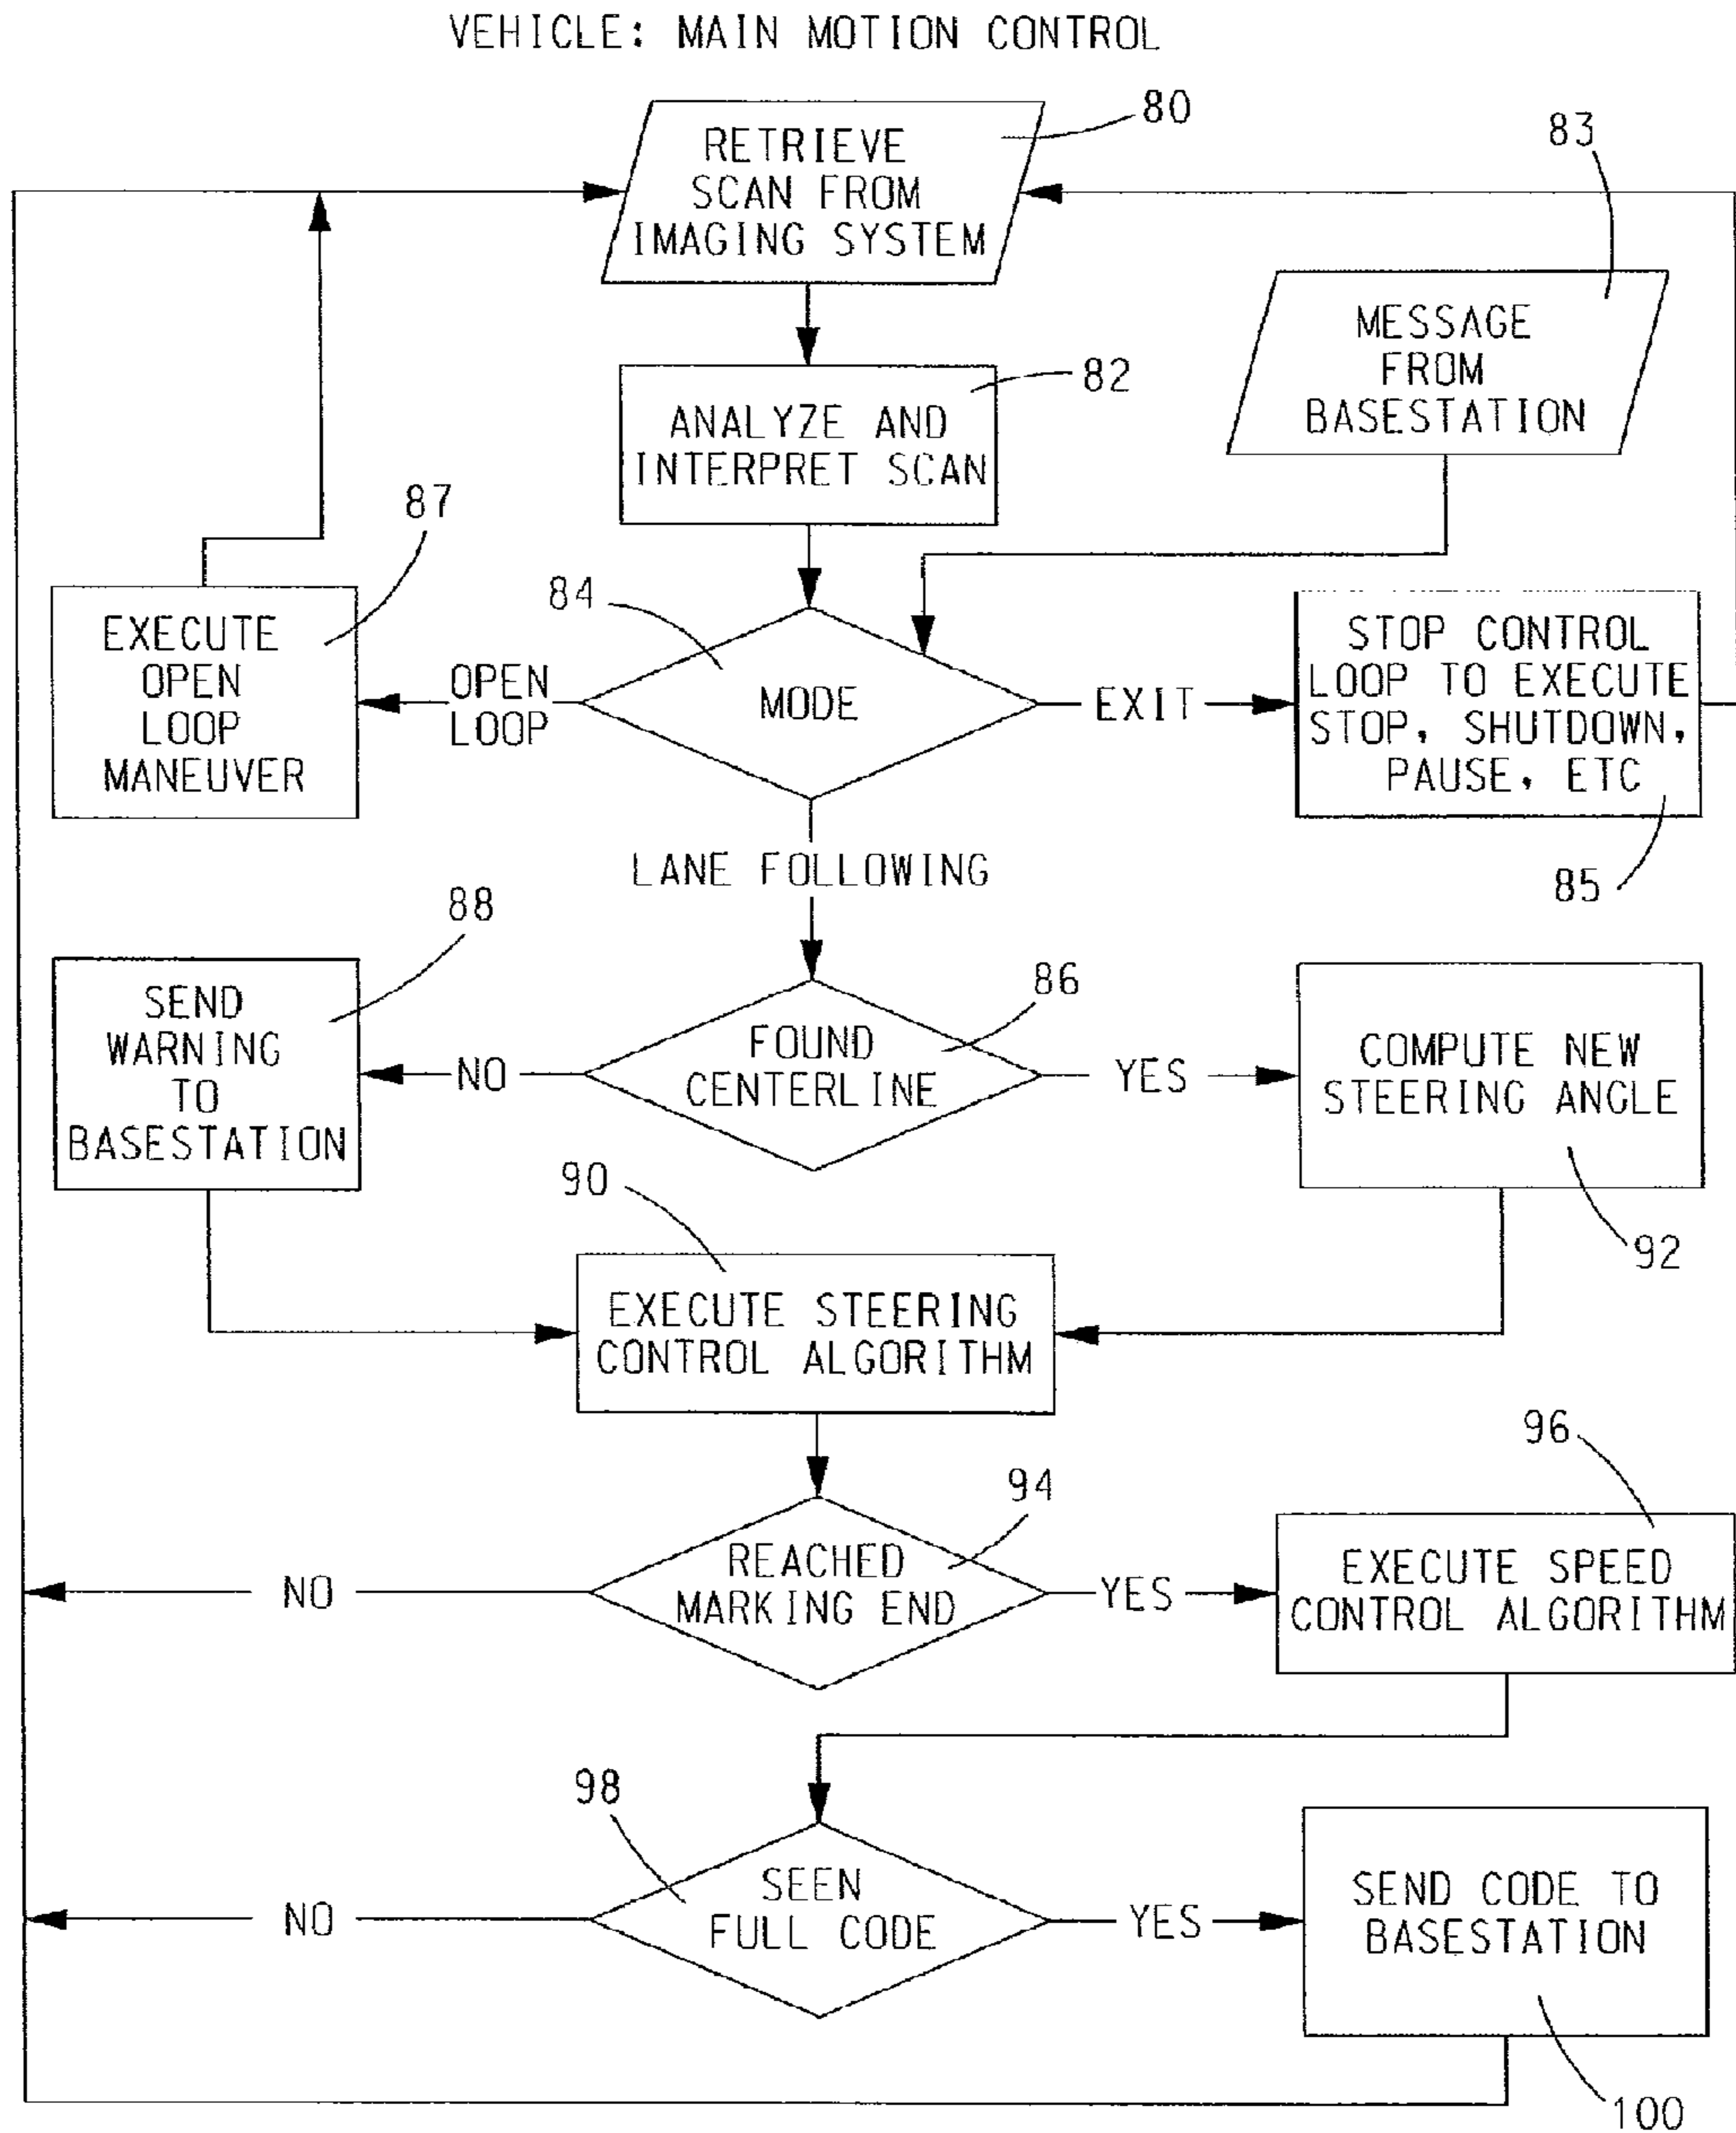 VEHICLE: MAIN MOTION CONTROL
80
RETRIEVE
SCAN FROM
IMAGING SYSTEM
83
MESSAGE
FROM
BASESTATION
82
ANALYZE AND
INTERPRET SCAN
87
EXECUTE
OPEN
LOOP
MANEUVER
OPEN
LOOP
84
MODE
EXIT
STOP CONTROL
LOOP TO EXECUTE
STOP, SHUTDOWN,
PAUSE, ETC
85
LANE FOLLOWING
88
SEND
WARNING
TO
BASESTATION
NO
86
FOUND
CENTERLINE
YES
COMPUTE NEW
STEERING ANGLE
92
90
EXECUTE STEERING
CONTROL ALGORITHM
94
REACHED
MARKING END
NO
YES
96
EXECUTE SPEED
CONTROL ALGORITHM
98
SEEN
FULL CODE
NO
YES
SEND CODE TO
BASESTATION
100